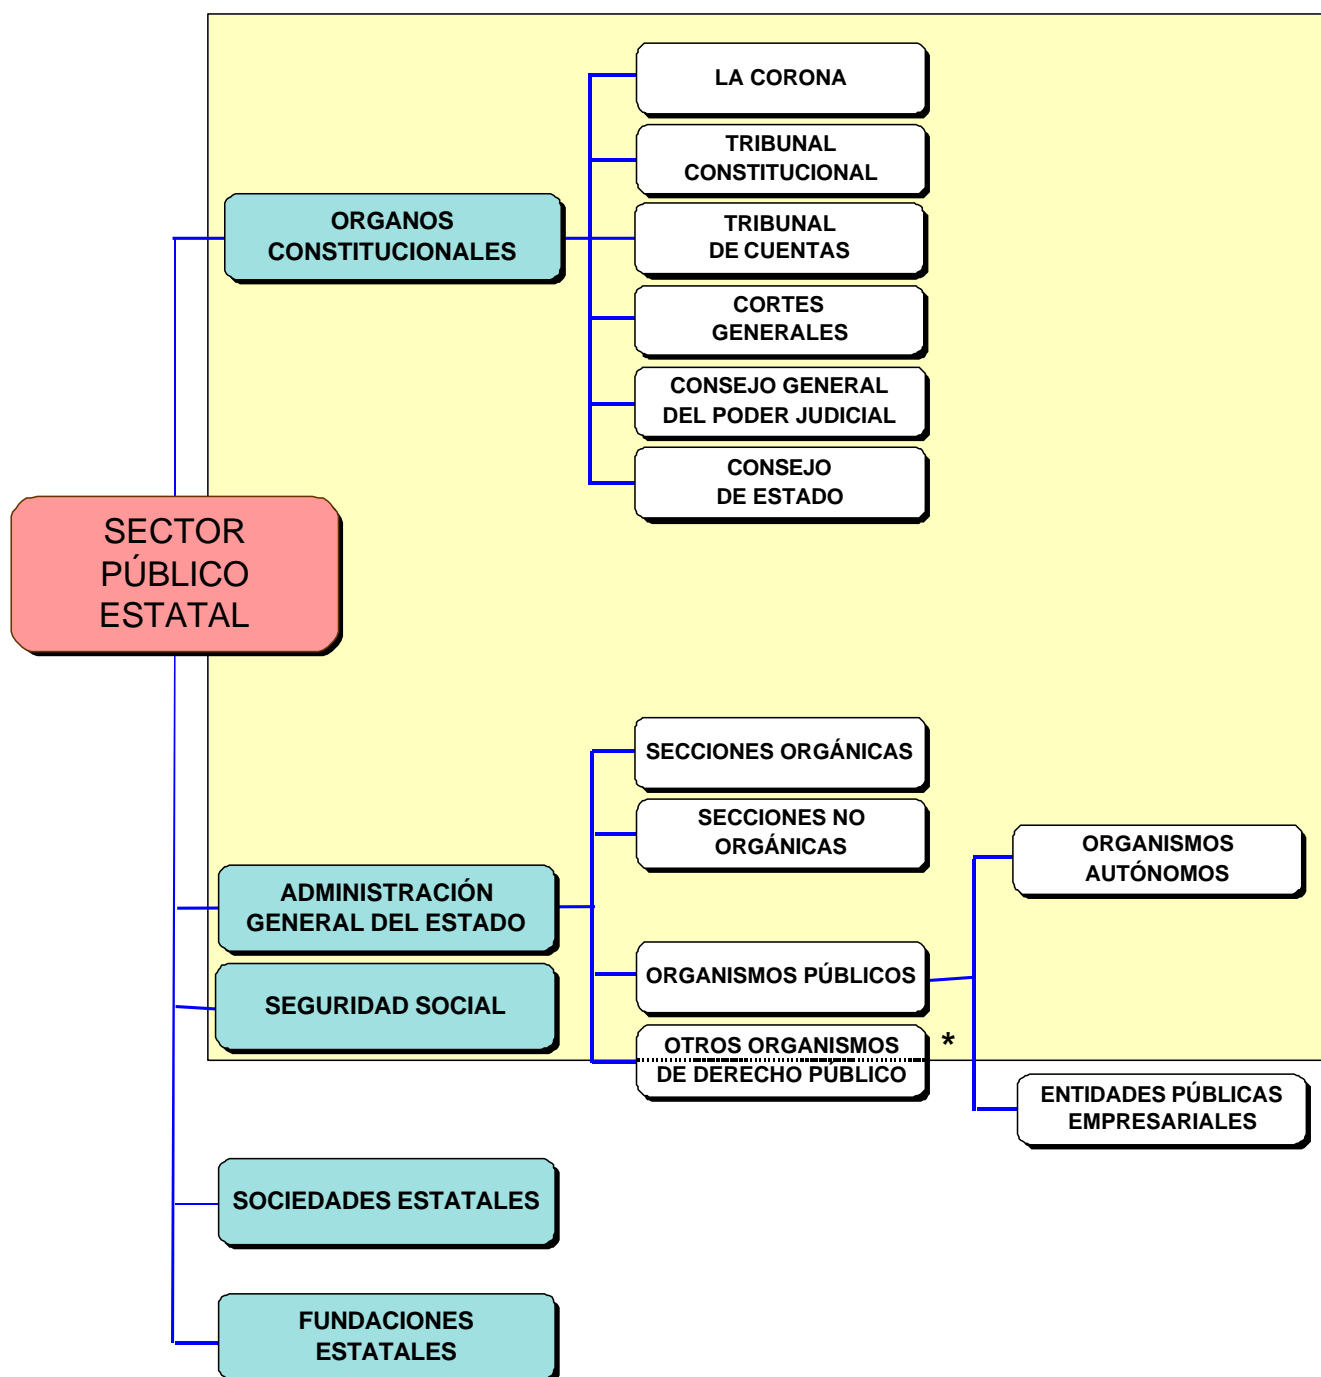 LA CORONA
TRIBUNAL
CONSTITUCIONAL
ORGANOS
CONSTITUCIONALES
TRIBUNAL
DE CUENTAS
CORTES
GENERALES
CONSEJO GENERAL
DEL PODER JUDICIAL
CONSEJO
DE ESTADO
SECTOR
PÚBLICO
ESTATAL
SECCIONES ORGÁNICAS
SECCIONES NO
ORGÁNICAS
ORGANISMOS
AUTÓNOMOS
ADMINISTRACIÓN
GENERAL DEL ESTADO
ORGANISMOS PÚBLICOS
SEGURIDAD SOCIAL
OTROS ORGANISMOS *
DE DERECHO PÚBLICO
ENTIDADES PÚBLICAS
EMPRESARIALES
SOCIEDADES ESTATALES
FUNDACIONES
ESTATALES